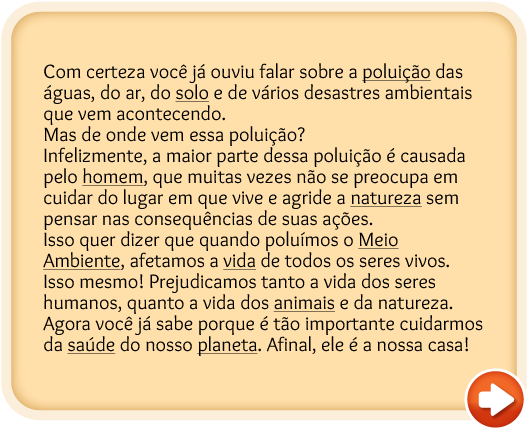 Com certeza você já ouviu falar sobre a poluição das
águas, do ar, do solo e de vários desastres ambientais
que vem acontecendo.
Mas de onde vem essa poluição?
Infelizmente, a maior parte dessa poluição é causada
pelo homem, que muitas vezes não se preocupa em
cuidar do lugar em que vive e agride a natureza sem
pensar nas consequências de suas ações.
Isso quer dizer que quando poluímos o Meio
Ambiente, afetamos a vida de todos os seres vivos.
Isso mesmo! Prejudicamos tanto a vida dos seres
humanos, quanto a vida dos animais e da natureza.
Agora você já sabe porque é tão importante cuidarmos
da saúde do nosso planeta. Afinal, ele é a nossa casa!